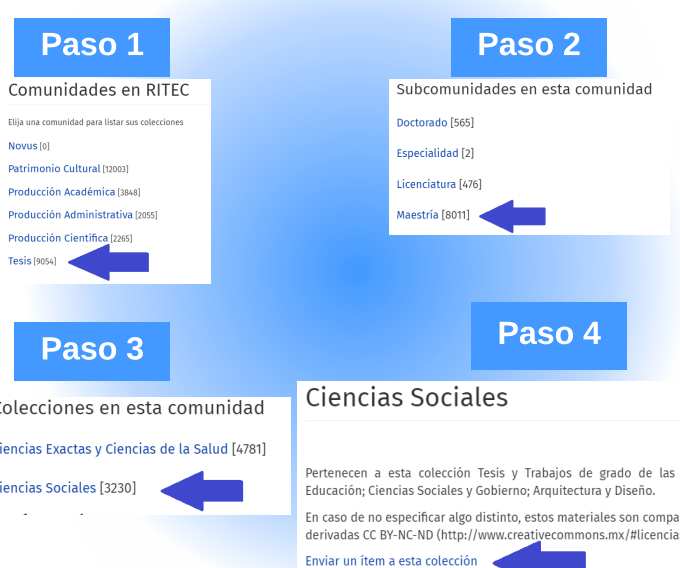 Paso 1
Comunidades en RITEC
Elija una comunidad para listar sus colecciones
Novus [0]
Patrimonio Cultural [12003]
Producción Académica [3848]
Producción Administrativa [2055]
Producción Científica [2265]
Tesis [9054]
Paso 2
Subcomunidades en esta comunidad
Doctorado [565]
Especialidad [2]
Licenciatura [476]
Maestría [8011]
Paso 3
olecciones en esta comunidad
iencias Exactas y Ciencias de la Salud [4781]
iencias Sociales [3230]
Paso 4
Ciencias Sociales
Pertenecen a esta colección Tesis y Trabajos de grado de las
Educación; Ciencias Sociales y Gobierno; Arquitectura y Diseño.
En caso de no especificar algo distinto, estos materiales son compa
derivadas CC BY-NC-ND (http://www.creativecommons.mx/#licencia
Enviar un ítem a esta colección